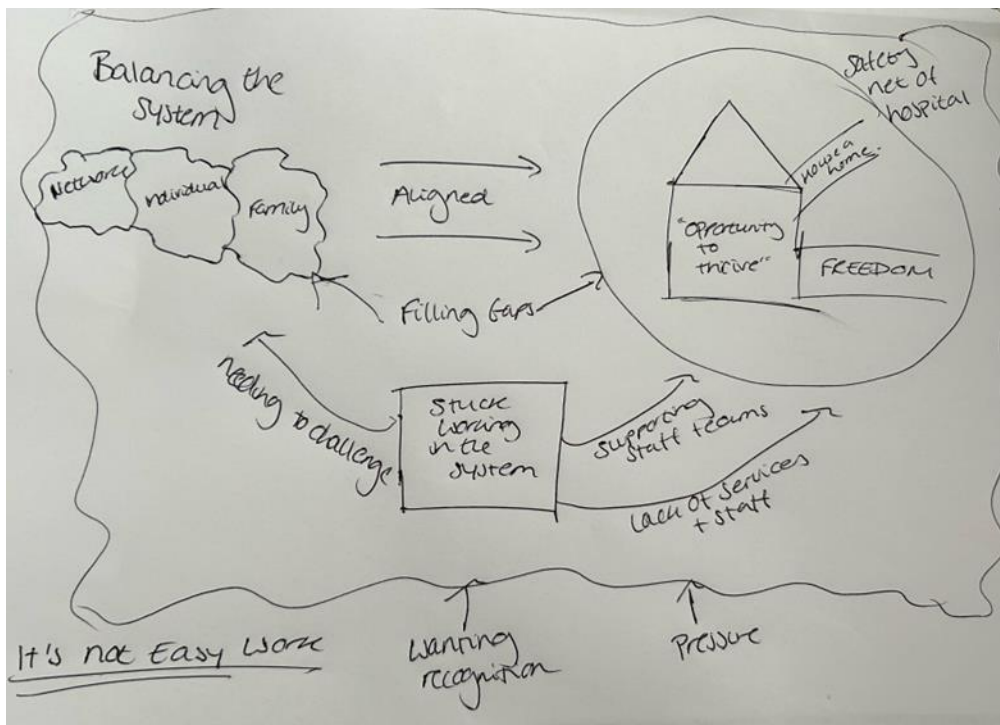 Balancing the
system
Network
individual
Family
Aligned
Filling Gaps
safety
net of
hospital
House a
home.
"opportunity
to
thrive"
FREEDOM
needing to challenge
Stuck
working
in the
system
supporting
staff teams
Lack of services
+ staff
It's not Easy work
Wanting
recognition
Pressure